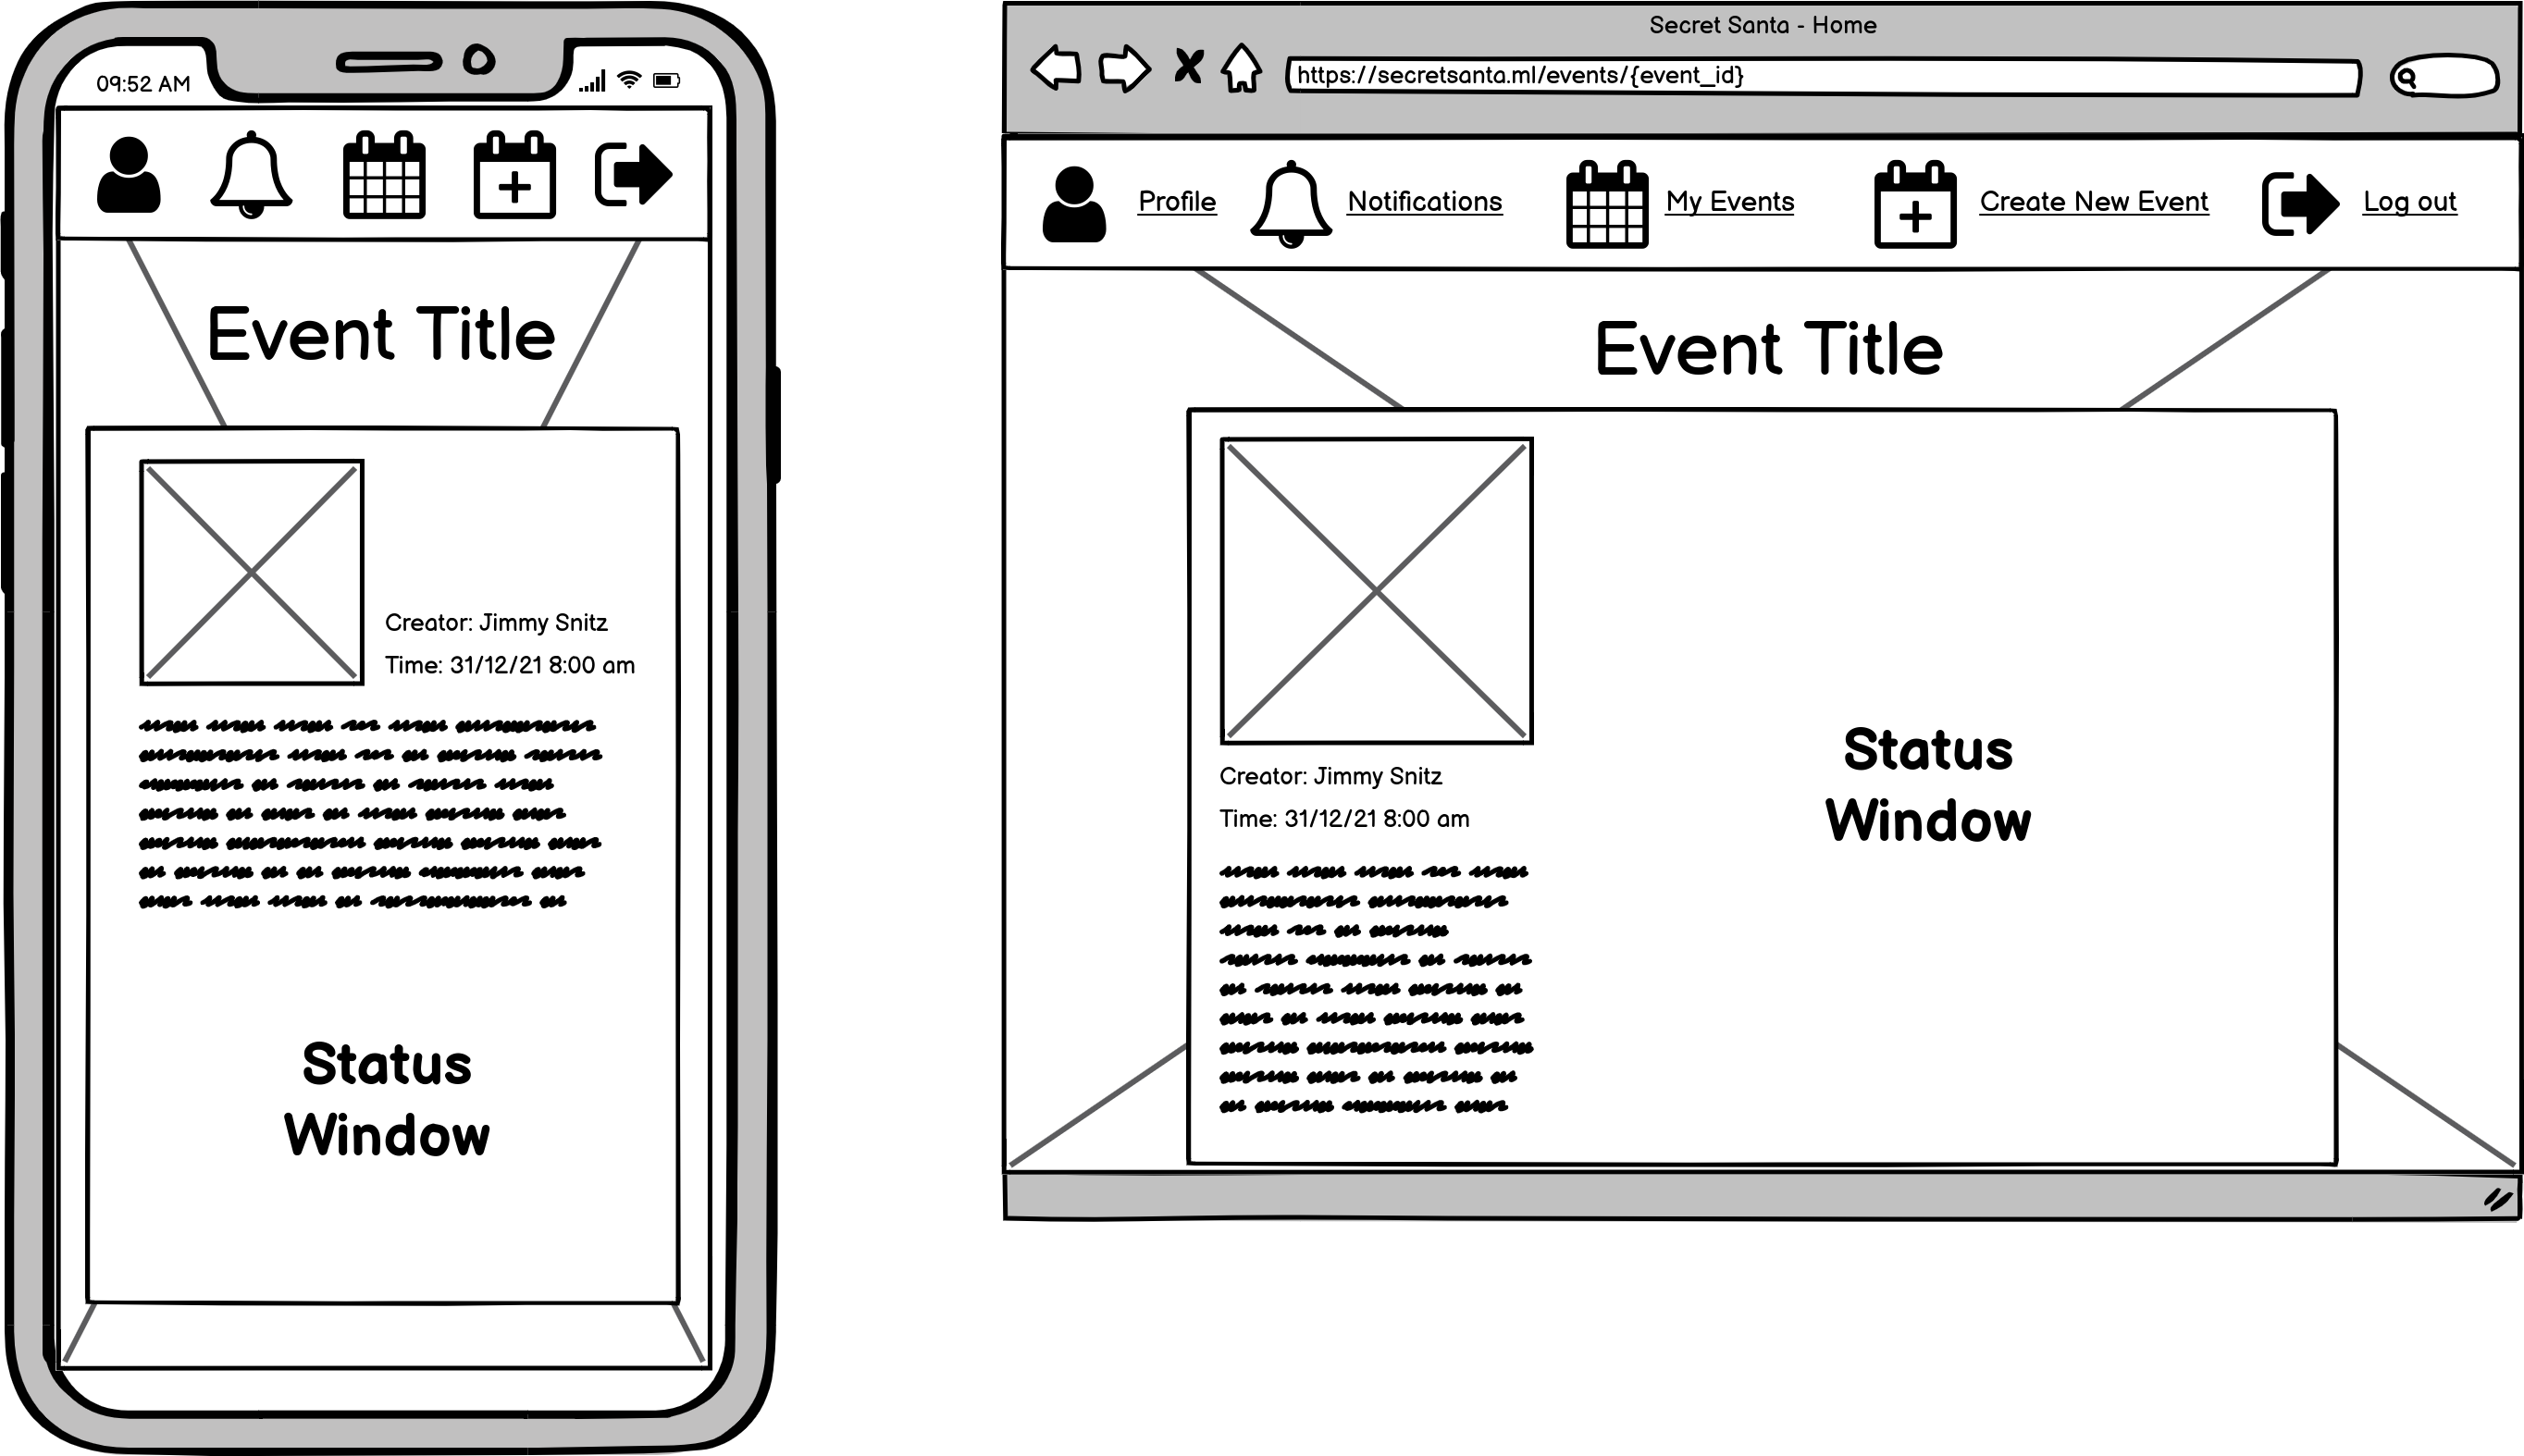 09:52 AM
Event Title
Creator: Jimmy Snitz
Time: 31/12/21 8:00 am
Status
Window
Secret Santa - Home
https://secretsanta.ml/events/{event_id}
Profile
Notifications
My Events
Create New Event
Log out
Event Title
Creator: Jimmy Snitz
Time: 31/12/21 8:00 am
Status
Window